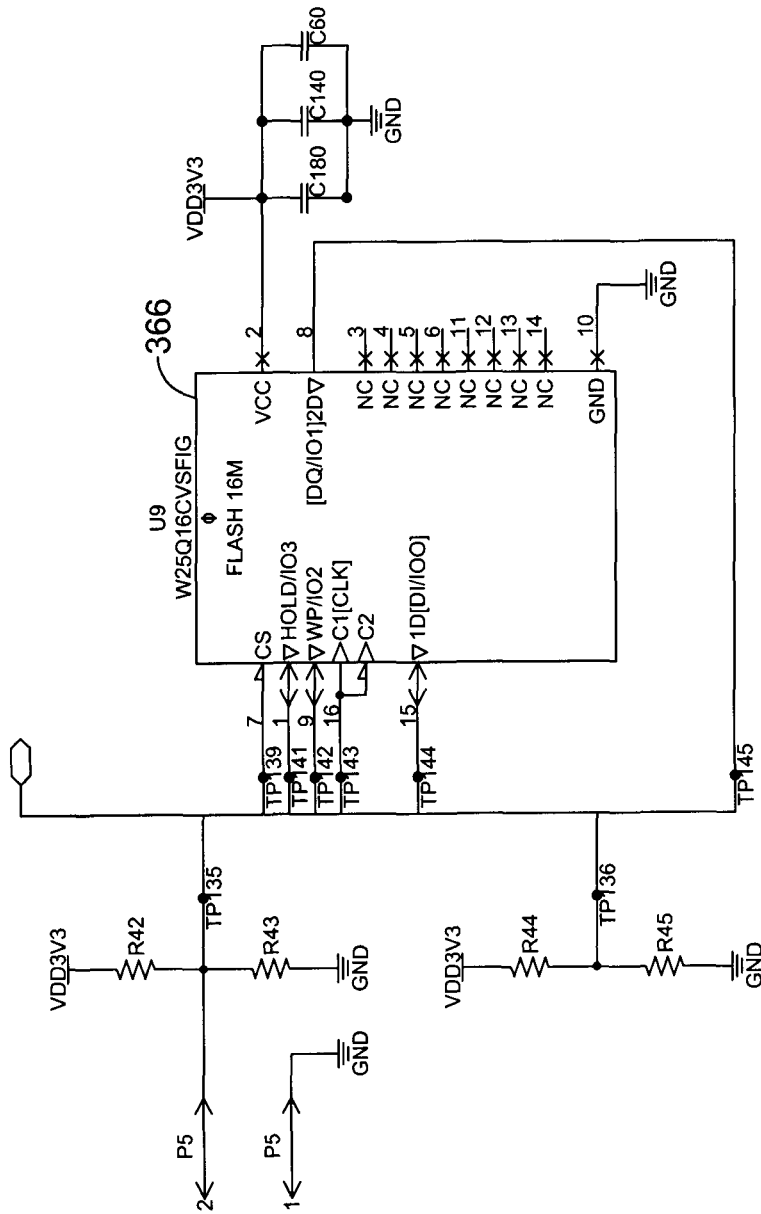 P5
2
P5
1
GND
VDD3V3
R42
R43
GND
TP135
VDD3V3
R44
R45
GND
TP136
U9
W25Q16CVSFIG
Φ
FLASH 16M
366
7
CS
TP139
1
HOLD/IO3
TP141
9
WP/IO2
TP142
16
C1[CLK]
TP143
C2
15
1D[DI/IOO]
TP144
VCC
2
[DQ/IO1]2D
8
NC
3
NC
4
NC
5
NC
6
NC
11
NC
12
NC
13
NC
14
GND
10
GND
TP145
VDD3V3
C180
C140
C60
GND